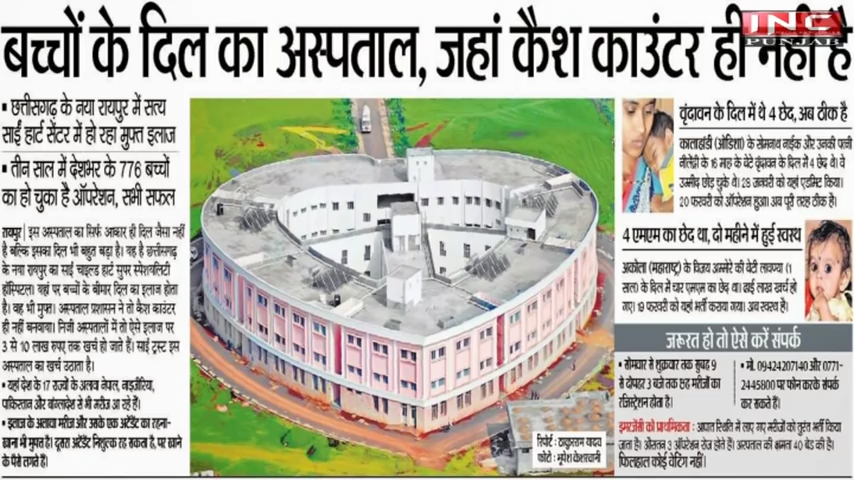 INC
PUNJAB
बच्चों के दिल का अस्पताल, जहां कैश काउंटर ही नहीं है
▪ छत्तीसगढ़ के नया रायपुर में सत्य
साईं हार्ट सेंटर में हो रहा मुफ्त इलाज
▪ तीन साल में देशभर के 776 बच्चों
का हो चुका है ऑपरेशन, सभी सफल
रायपुर | इस अस्पताल का सिर्फ आकार ही दिल जैसा नहीं
है बल्कि इसका दिल भी बहुत बड़ा है। यह है छत्तीसगढ़
के नया रायपुर का साईं चाइल्ड हार्ट सुपर स्पेशयलिटी
हॉस्पिटल। यहां पर बच्चों के बीमार दिल का इलाज होता
है। वह भी मुफ्त। अस्पताल प्रशासन ने तो कैश काउंटर
ही नहीं बनवाया। निजी अस्पतालों में तो ऐसे इलाज पर
3 से 10 लाख रुपए तक खर्च हो जाते हैं। साईं ट्रस्ट इस
अस्पताल का खर्च उठाता है।
▪ यहां देश के 17 राज्यों के अलावा नेपाल, नाइजीरिया,
पाकिस्तान और बांग्लादेश से भी मरीज आ रहे हैं।
▪ इलाज के अलावा मरीज और उसके एक अटेंडेंट का रहना-
खाना भी मुफ्त है। दूसरा अटेंडेंट निशुल्क रह सकता है, पर खाने
के पैसे लगते हैं।
रिपोर्ट : ठाकुरराम यादव
फोटो : भूपेश केशरवानी
वृंदावन के दिल में थे 4 छेद, अब ठीक है
कालाहांडी (ओडिशा) के सोमनाथ नाईक और उनकी पत्नी
नीलेंद्री के 16 माह के बेटे वृंदावन के दिल में 4 छेद थे। वे
उम्मीद छोड़ चुके थे। 28 जनवरी को यहां एडमिट किया।
20 फरवरी को ऑपरेशन हुआ। अब पूरी तरह ठीक है।
4 एमएम का छेद था, दो महीने में हुई स्वस्थ
अकोला (महाराष्ट्र) के विजय अम्भोरे की बेटी लावण्या (1
साल) के दिल में चार एमएम का छेद था। ढाई लाख खर्च हो
गए। 19 फरवरी को यहां भर्ती कराया गया। अब स्वस्थ है।
जरूरत हो तो ऐसे करें संपर्क
▪ सोमवार से शुक्रवार तक सुबह 9
से दोपहर 3 बजे तक छह मरीजों का
रजिस्ट्रेशन होता है।
▪ मो. 09424207140 और 0771-
2445800 पर फोन करके संपर्क
कर सकते हैं।
इमरजेंसी को प्राथमिकता : आपात स्थिति में लाए गए मरीजों को तुरंत भर्ती किया
जाता है। औसतन 3 ऑपरेशन रोज होते हैं। अस्पताल की क्षमता 40 बेड की है।
फिलहाल कोई वेटिंग नहीं।